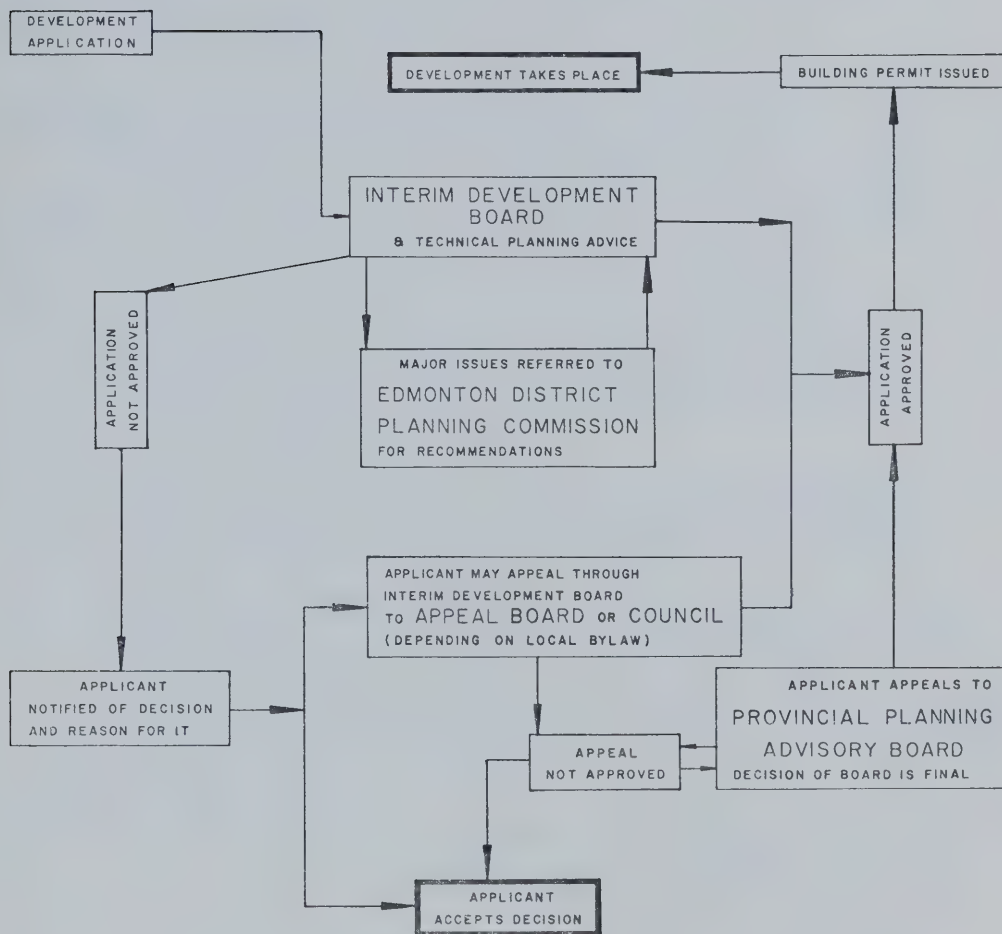 DEVELOPMENT
APPLICATION
DEVELOPMENT TAKES PLACE
BUILDING PERMIT ISSUED
INTERIM DEVELOPMENT
BOARD
& TECHNICAL PLANNING ADVICE
APPLICATION
NOT APPROVED
MAJOR ISSUES REFERRED TO
EDMONTON DISTRICT
PLANNING COMMISSION
FOR RECOMMENDATIONS
APPLICATION
APPROVED
APPLICANT MAY APPEAL THROUGH
INTERIM DEVELOPMENT BOARD
TO APPEAL BOARD OR COUNCIL
(DEPENDING ON LOCAL BYLAW)
APPLICANT
NOTIFIED OF DECISION
AND REASON FOR IT
APPLICANT APPEALS TO
PROVINCIAL PLANNING
ADVISORY BOARD
DECISION OF BOARD IS FINAL
APPEAL
NOT APPROVED
APPLICANT
ACCEPTS DECISION